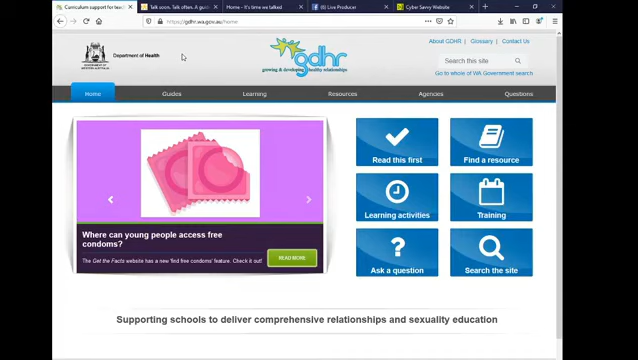 Curriculum support for teac
Talk soon. Talk often. A guid
Home - It's time we talked
(6) Live Producer
Cyber Savvy Website
https://gdhr.wa.gov.au/home
Department of Health
gdhr
growing & developing healthy relationships
About GDHR
Glossary
Contact Us
Search this site
Go to whole of WA Government search
Home
Guides
Learning
Resources
Agencies
Questions
Where can young people access free
condoms?
The Get the Facts website has a new 'find free condoms' feature. Check it out!
READ MORE
Read this first
Find a resource
Learning activities
Training
Ask a question
Search the site
Supporting schools to deliver comprehensive relationships and sexuality education